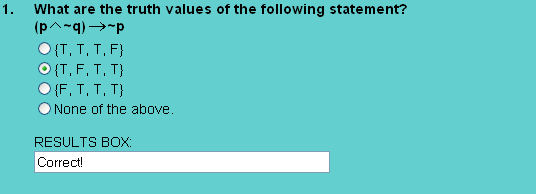 1. What are the truth values of the following statement?
(p^~q)→~p
{T, T, T, F}
{T, F, T, T}
{F, T, T, T}
None of the above.
RESULTS BOX:
Correct!